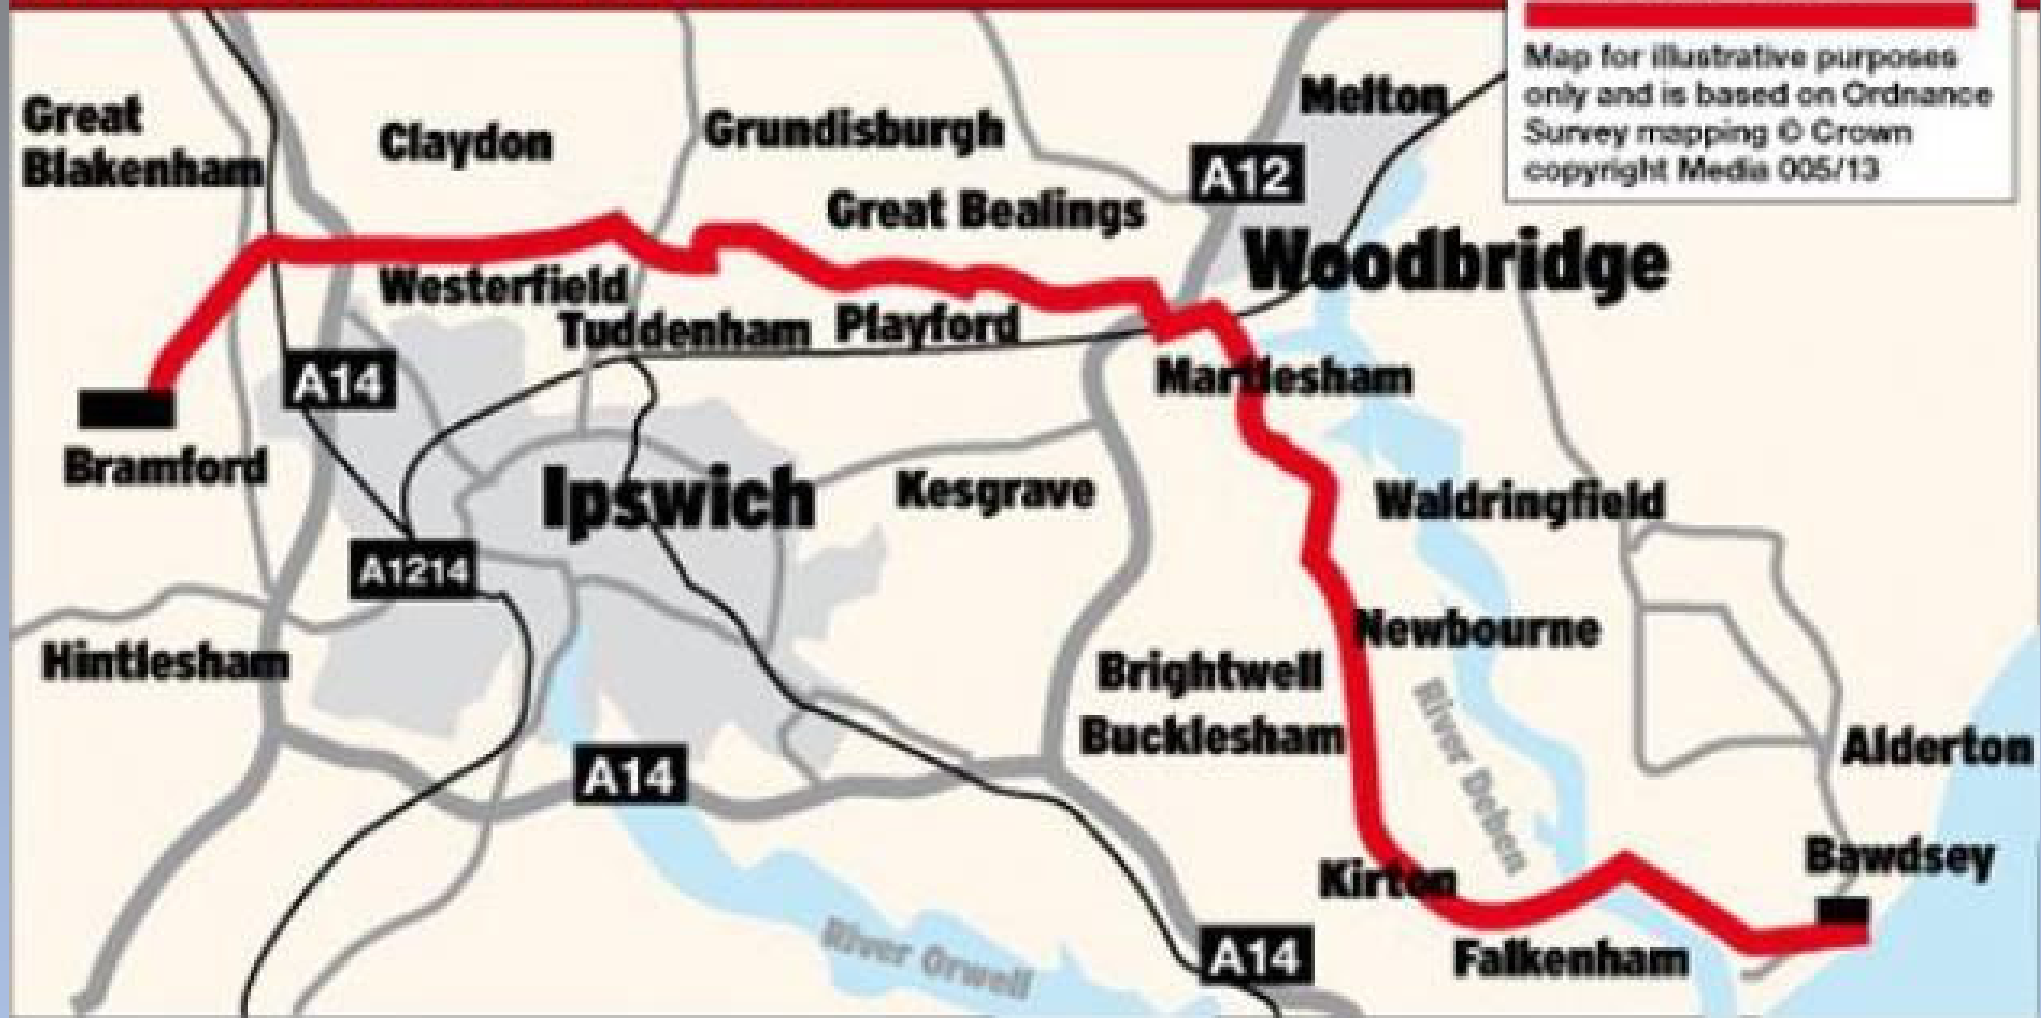 Map for illustrative purposes
only and is based on Ordnance
Survey mapping © Crown
copyright Media 005/13
Melton
Great
Blakenham
Claydon
Grundisburgh
A12
Great Bealings
Woodbridge
Westerfield
Tuddenham
Playford
A14
Martlesham
Bramford
Ipswich
Kesgrave
Waldringfield
A1214
Newbourne
Hintlesham
Brightwell
Bucklesham
River Deben
Alderton
A14
Bawdsey
Kirton
River Orwell
A14
Falkenham